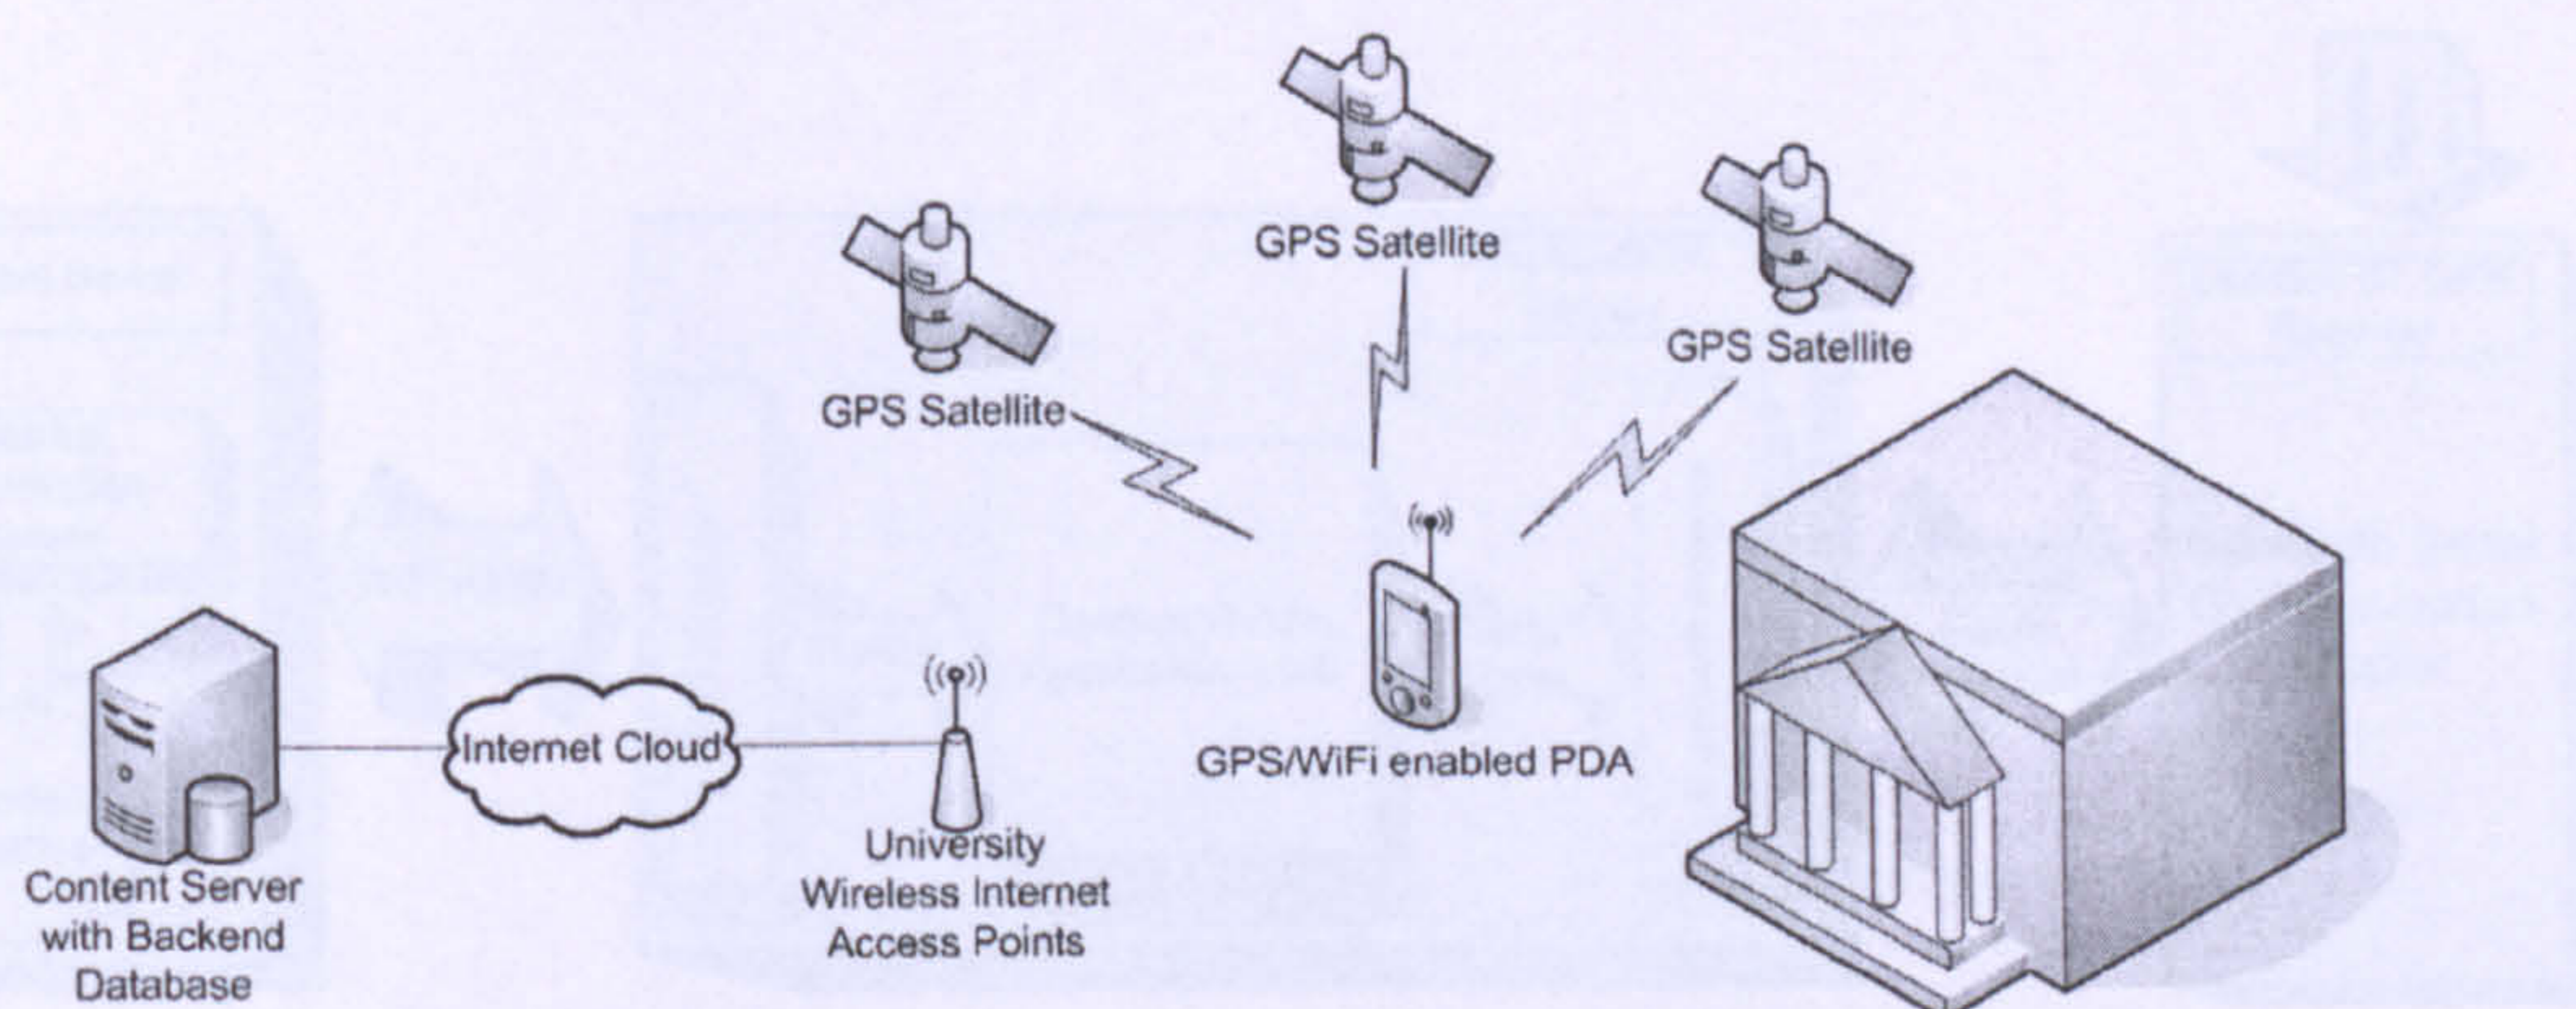 GPS Satellite
GPS Satellite
GPS Satellite
Internet Cloud
GPS/WiFi enabled PDA
University
Wireless Internet
Access Points
Content Server
with Backend
Database